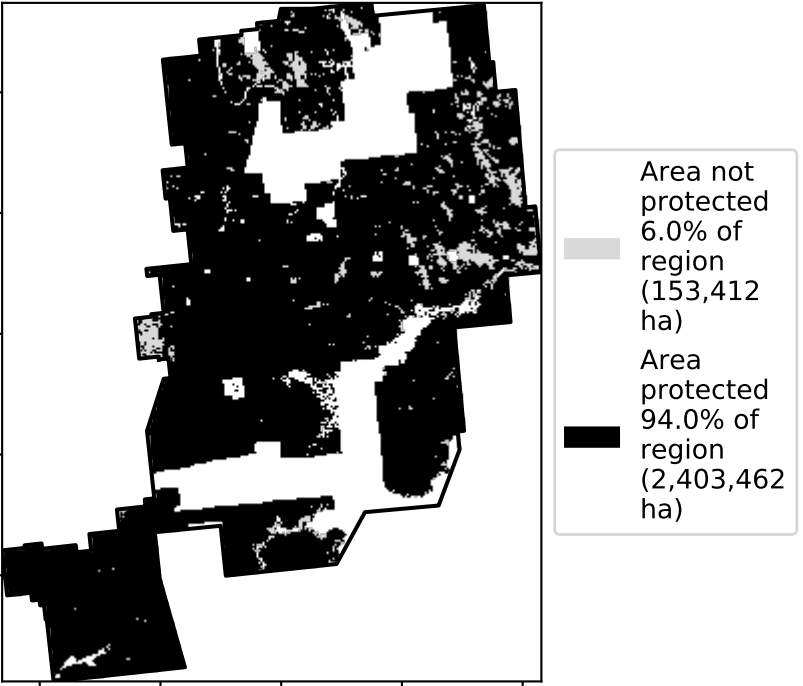 Area not
protected
6.0% of
region
(153,412
ha)
Area
protected
94.0% of
region
(2,403,462
ha)